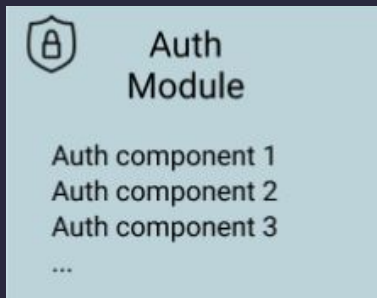 Auth
Module
Auth component 1
Auth component 2
Auth component 3
...